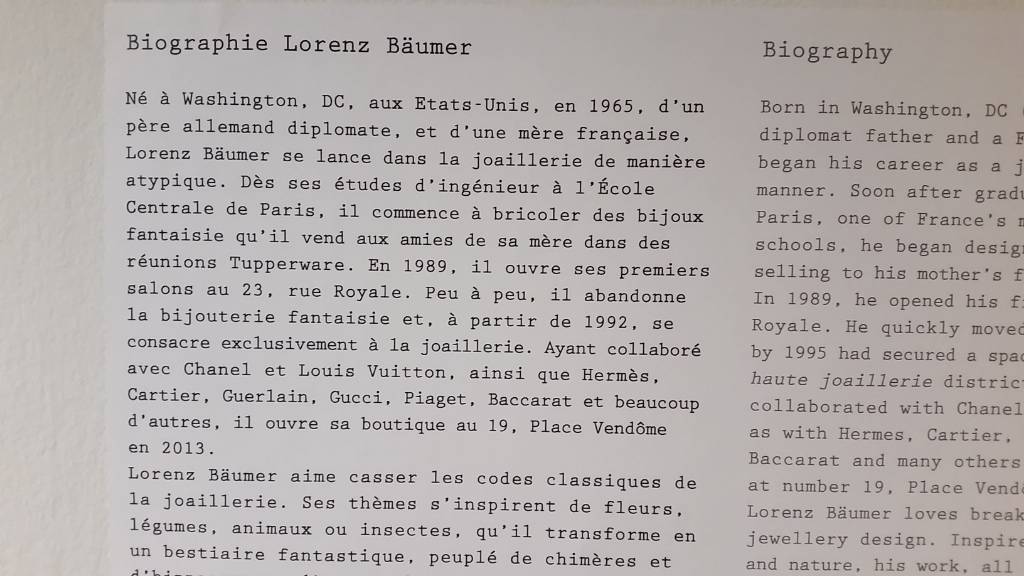 Biographie Lorenz Bäumer
Né à Washington, DC, aux Etats-Unis, en 1965, d'un
père allemand diplomate, et d'une mère française,
Lorenz Bäumer se lance dans la joaillerie de manière
atypique. Dès ses études d'ingénieur à l'École
Centrale de Paris, il commence à bricoler des bijoux
fantaisie qu'il vend aux amies de sa mère dans des
réunions Tupperware. En 1989, il ouvre ses premiers
salons au 23, rue Royale. Peu à peu, il abandonne
la bijouterie fantaisie et, à partir de 1992, se
consacre exclusivement à la joaillerie. Ayant collaboré
avec Chanel et Louis Vuitton, ainsi que Hermès,
Cartier, Guerlain, Gucci, Piaget, Baccarat et beaucoup
d'autres, il ouvre sa boutique au 19, Place Vendôme
en 2013.
Lorenz Bäumer aime casser les codes classiques de
la joaillerie. Ses thèmes s'inspirent de fleurs,
légumes, animaux ou insectes, qu'il transforme en
un bestiaire fantastique, peuplé de chimères et
Biography
Born in Washington, DC
diplomat father and a
began his career as a
manner. Soon after
Paris, one of France's
schools, he began
selling to his mother's
In 1989, he opened his
Royale. He quickly moved
by 1995 had secured a
haute joaillerie
collaborated with Chanel
as with Hermes, Cartier,
Baccarat and many others
at number 19, Place
Lorenz Bäumer loves
jewellery design.
and nature, his work, all